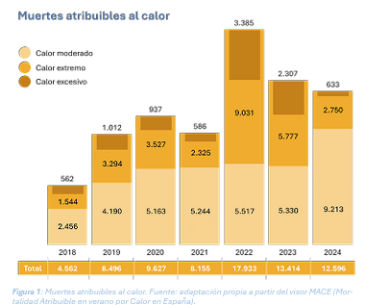 Muertes atribuibles al calor
3.385
Calor moderado
Calor extremo
Calor excesivo
2.307
9.031
1.012
937
633
586
2.750
562
3.294
3.527
2.325
5.777
1.544
2.456
4.190
5.163
5.244
5.517
5.330
9.213
2018 2019 2020 2021 2022 2023 2024
Total 4.562 8.496 9.627 8.155 17.933 13.414 12.596
Figura 1: Muertes atribuibles al calor. Fuente: adaptación propia a partir del visor MACE (Mor-
talidad Atribuible en verano por Calor en España).